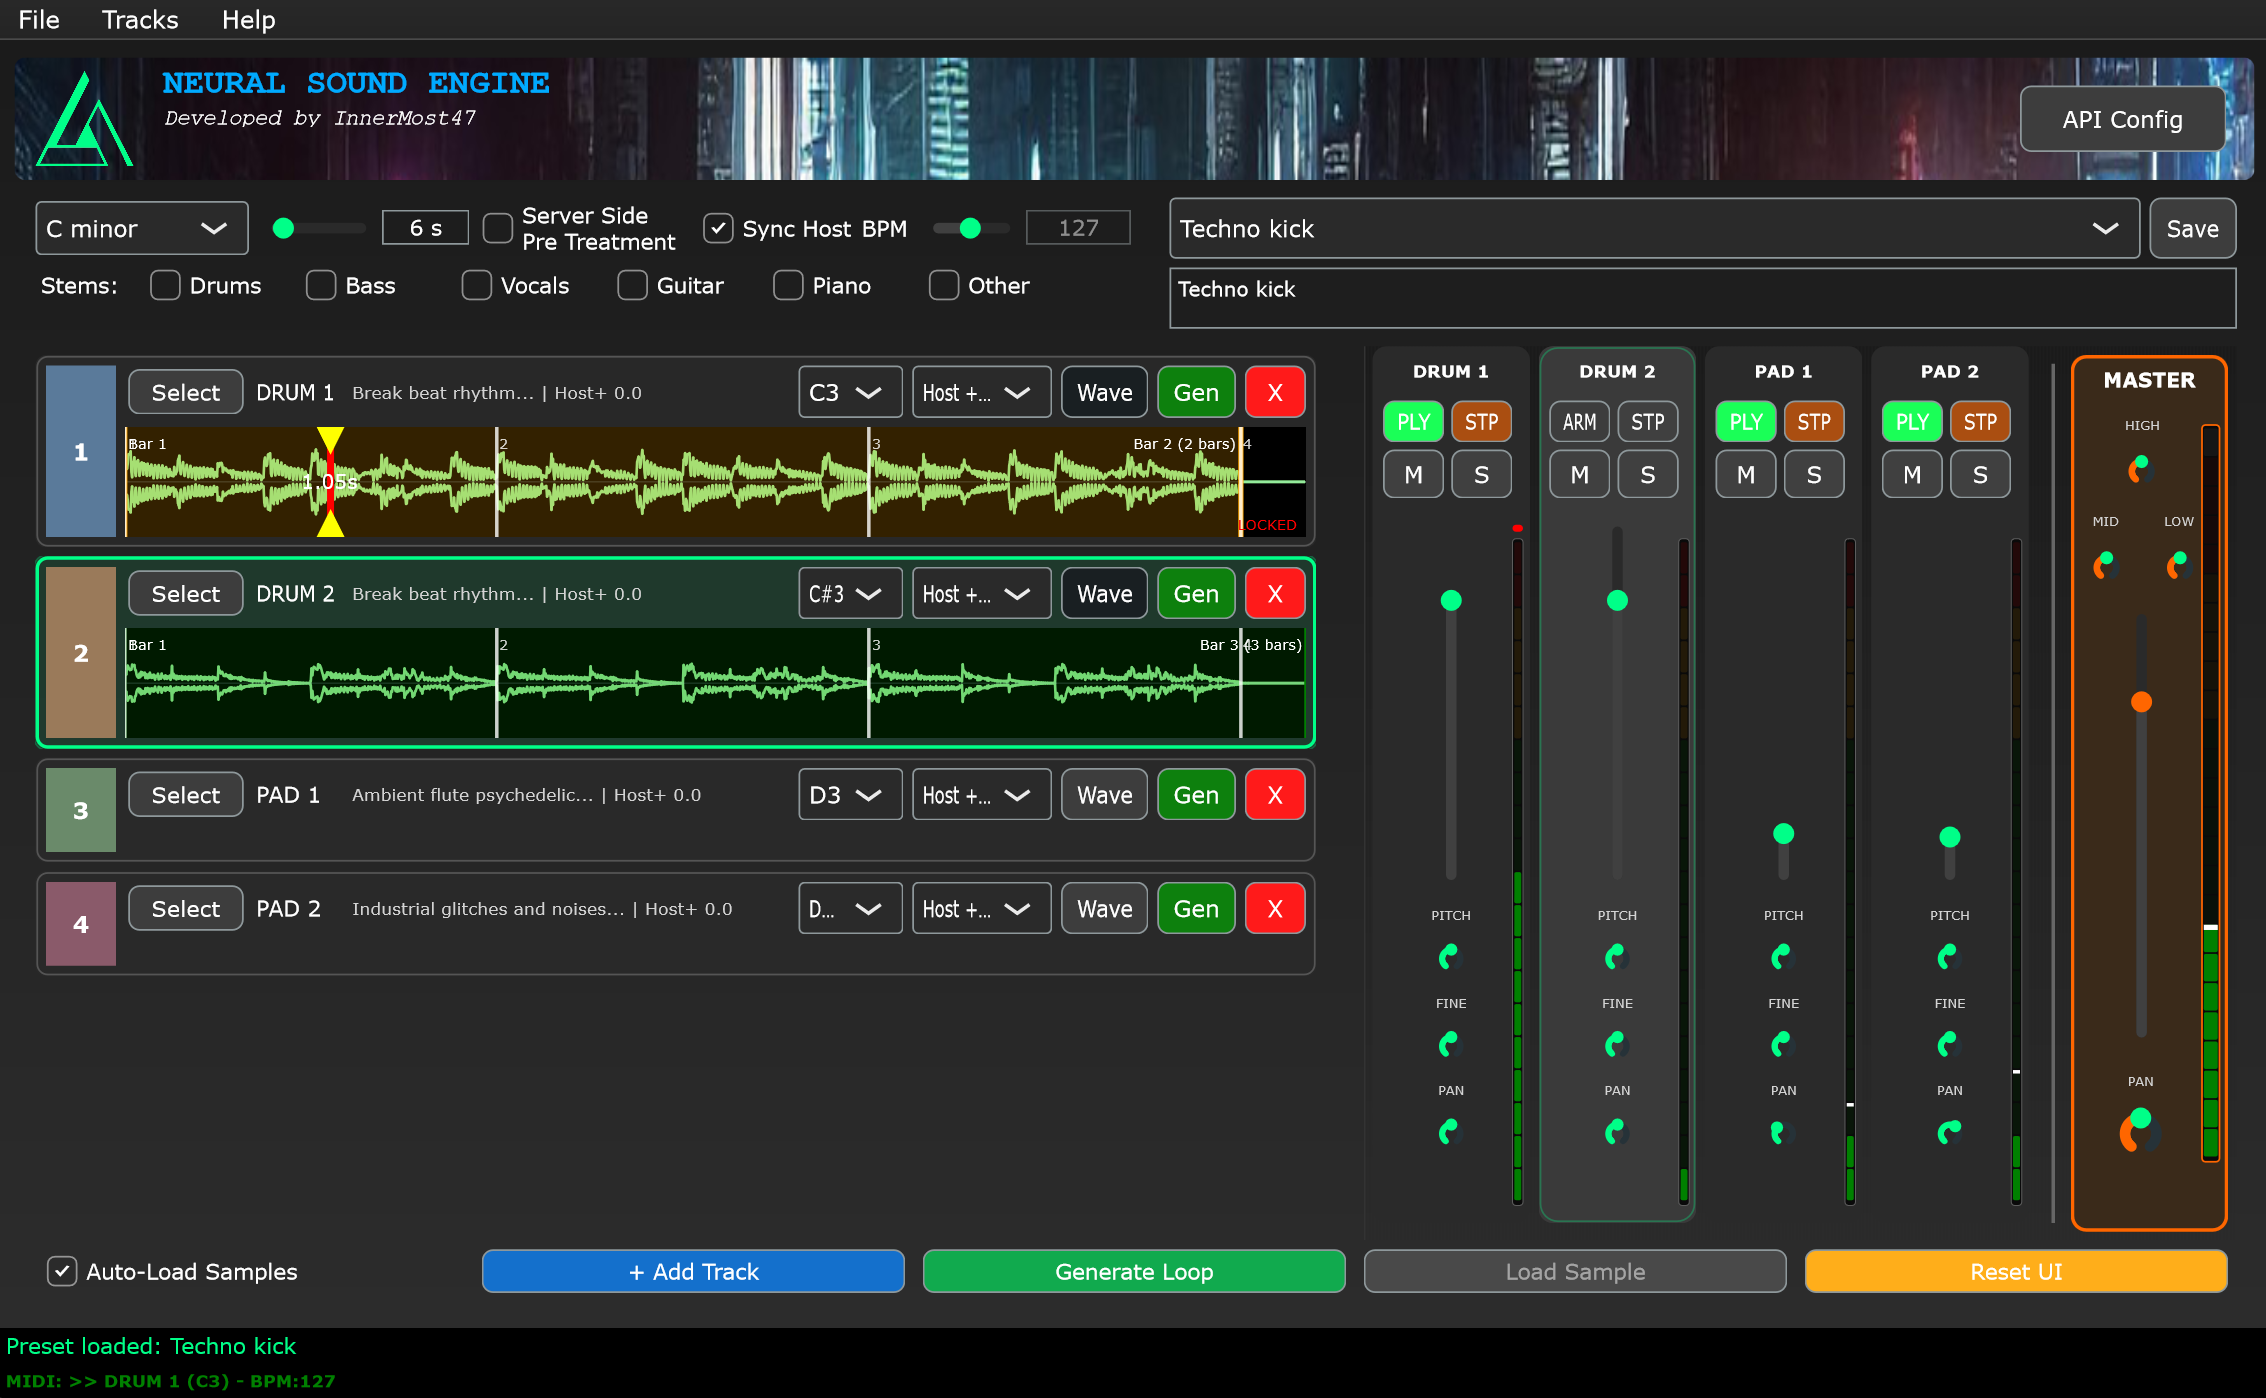 File Tracks Help
NEURAL SOUND ENGINE
Developed by InnerMost47
API Config
C minor 6 s Server Side Pre Treatment Sync Host BPM 127
Techno kick Save
Stems: Drums Bass Vocals Guitar Piano Other
Techno kick
1 Select DRUM 1 Break beat rhythm... | Host+ 0.0 C3 Host +... Wave Gen X
Bar 1 2 3 Bar 2 (2 bars) 4
1.05s
LOCKED
2 Select DRUM 2 Break beat rhythm... | Host+ 0.0 C#3 Host +... Wave Gen X
Bar 1 2 3 Bar 3 (3 bars) 4
3 Select PAD 1 Ambient flute psychedelic... | Host+ 0.0 D3 Host +... Wave Gen X
4 Select PAD 2 Industrial glitches and noises... | Host+ 0.0 D... Host +... Wave Gen X
DRUM 1 DRUM 2 PAD 1 PAD 2 MASTER
PLY STP ARM STP PLY STP PLY STP
M S M S M S M S
HIGH
MID LOW
PITCH PITCH PITCH PITCH
FINE FINE FINE FINE
PAN PAN PAN PAN PAN
Auto-Load Samples + Add Track Generate Loop Load Sample Reset UI
Preset loaded: Techno kick
MIDI: >> DRUM 1 (C3) - BPM:127